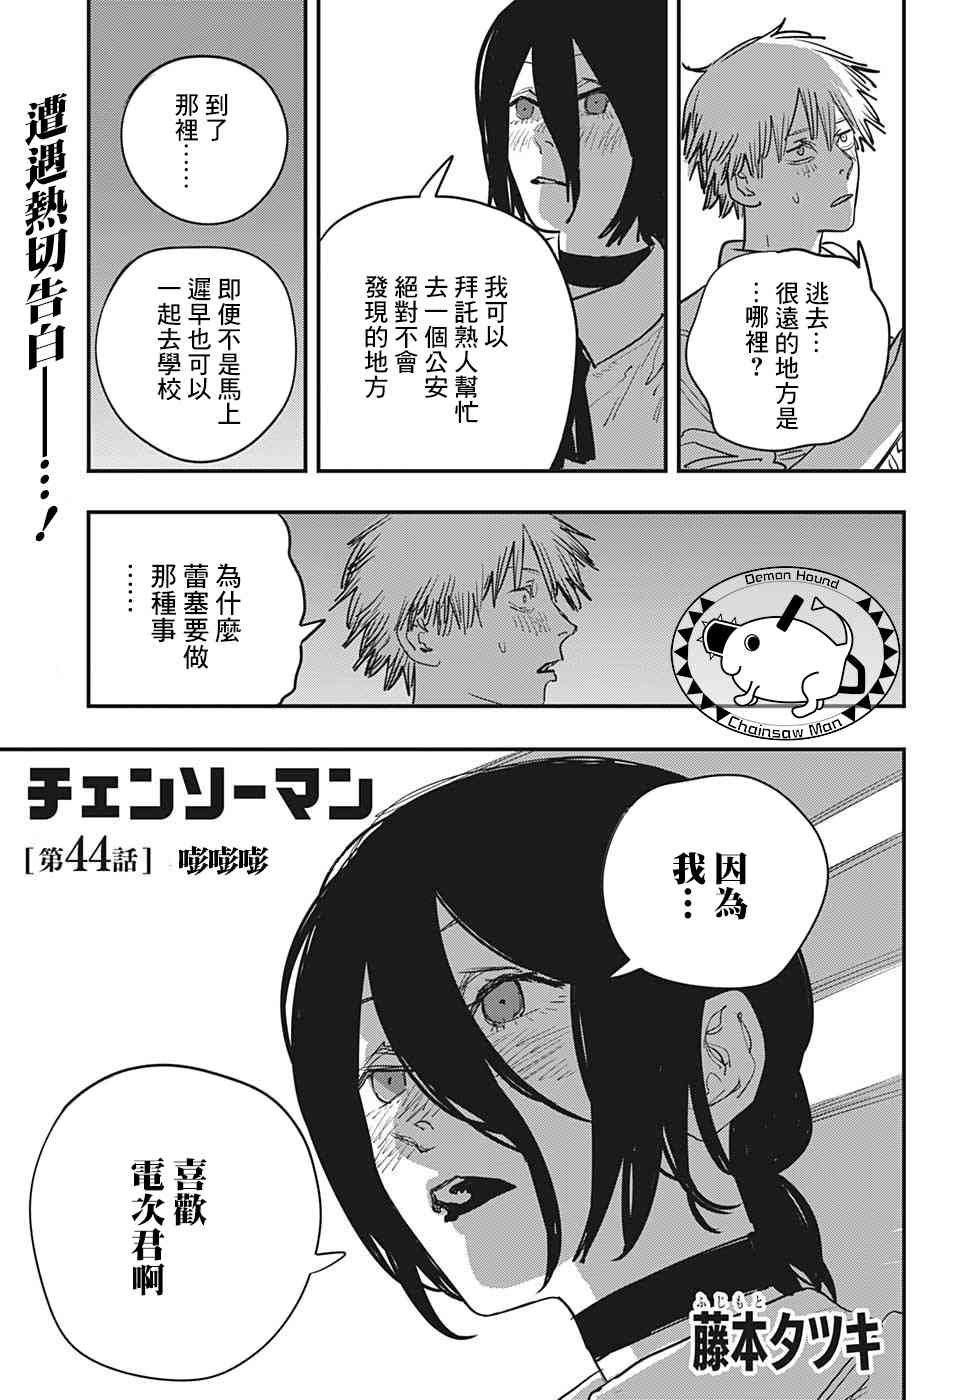 逃去…
很遠的地方是
…哪裡?
我可以
拜託熟人幫忙
去一個公安
絕對不會
發現的地方
到了
那裡……
即便不是馬上
遲早也可以
一起去學校
遭遇熱切告白——…!
為什麼
蕾塞要做
那種事
……
Demon Hound
Chainsaw Man
チェンソーマン
[第44話] 嘭嘭嘭
因為
我…
喜歡
電次君啊
ふじもと
藤本タツキ